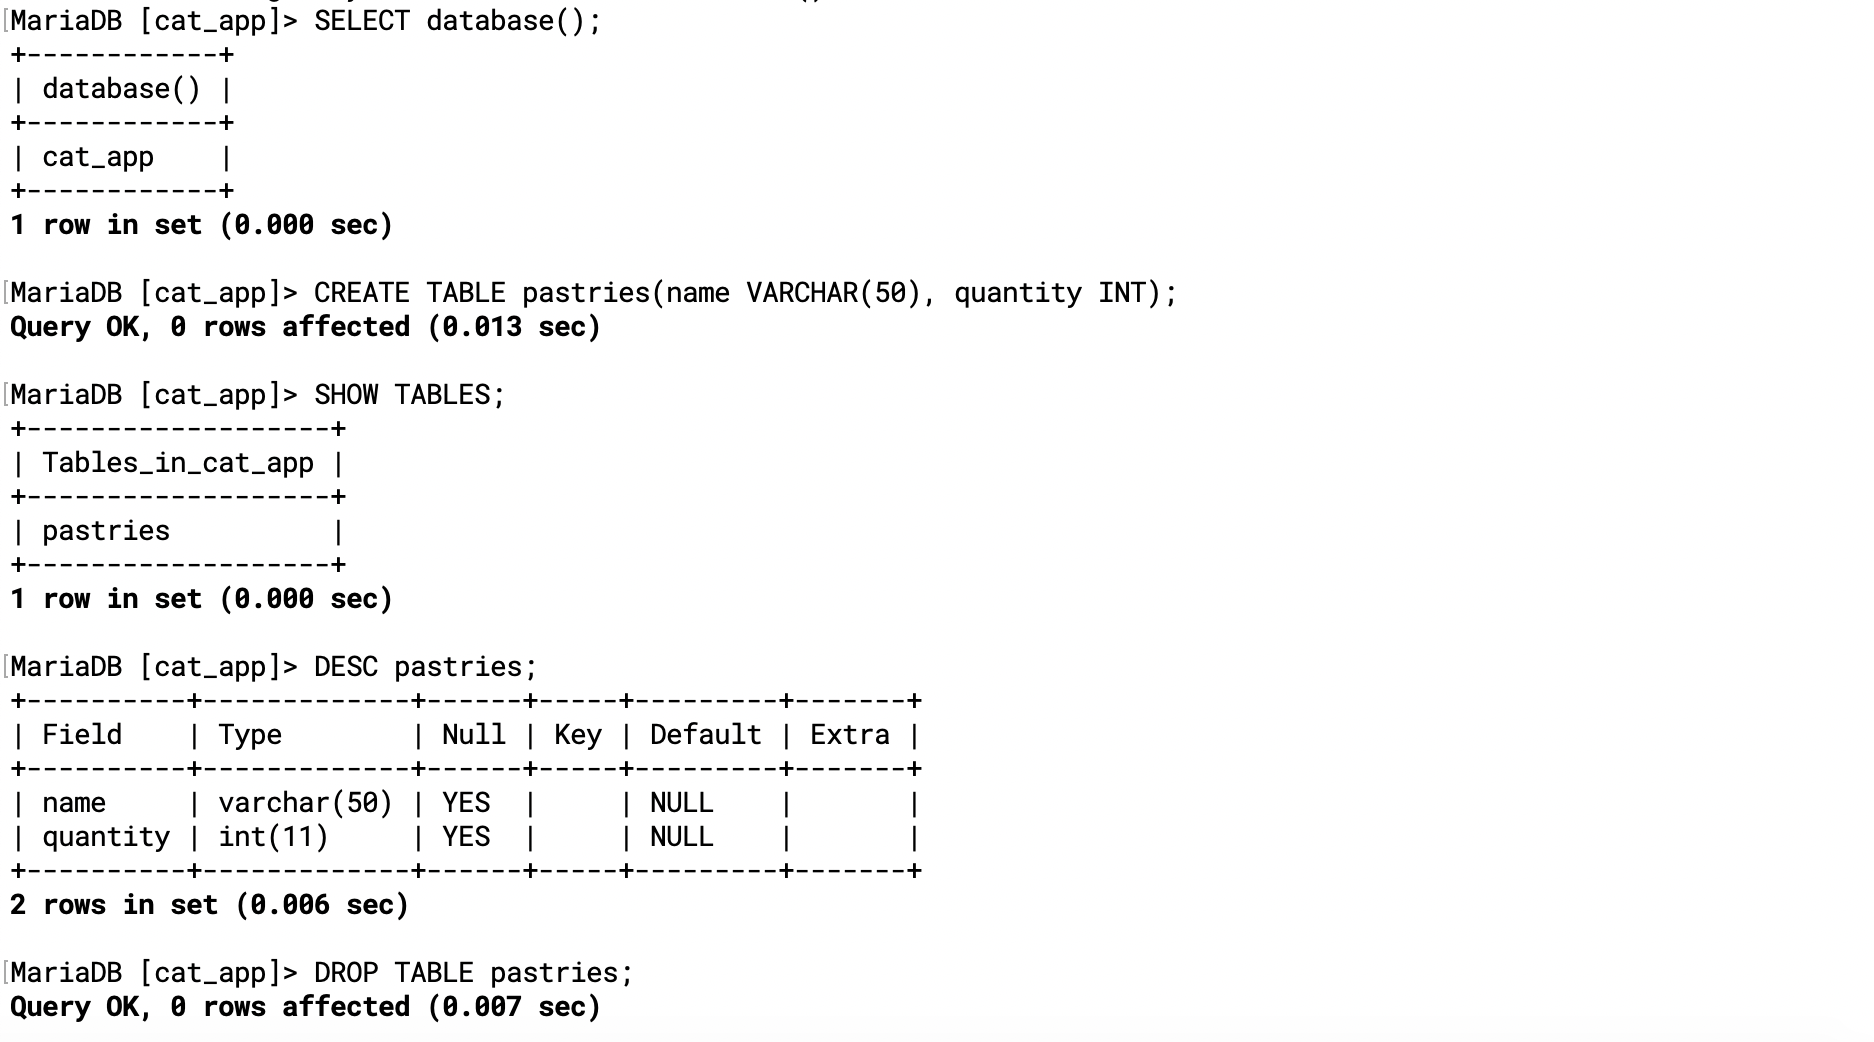 MariaDB [cat_app]> SELECT database();
+------------+
| database() |
+------------+
| cat_app    |
+------------+
1 row in set (0.000 sec)
MariaDB [cat_app]> CREATE TABLE pastries(name VARCHAR(50), quantity INT);
Query OK, 0 rows affected (0.013 sec)
MariaDB [cat_app]> SHOW TABLES;
+-------------------+
| Tables_in_cat_app |
+-------------------+
| pastries          |
+-------------------+
1 row in set (0.000 sec)
MariaDB [cat_app]> DESC pastries;
+----------+-------------+------+-----+---------+-------+
| Field    | Type        | Null | Key | Default | Extra |
+----------+-------------+------+-----+---------+-------+
| name     | varchar(50) | YES  |     | NULL    |       |
| quantity | int(11)     | YES  |     | NULL    |       |
+----------+-------------+------+-----+---------+-------+
2 rows in set (0.006 sec)
MariaDB [cat_app]> DROP TABLE pastries;
Query OK, 0 rows affected (0.007 sec)